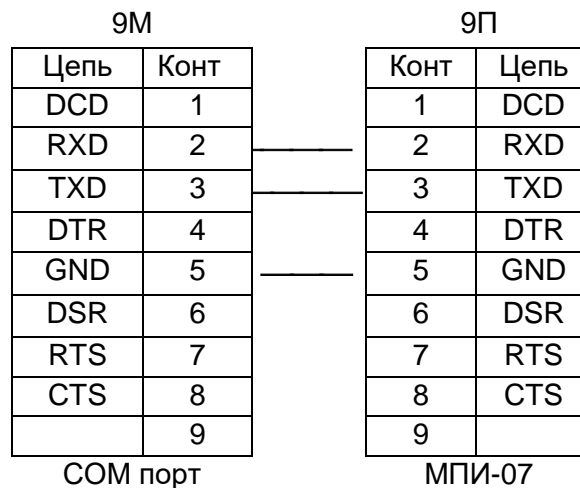 9М 9П
Цепь Конт Конт Цепь
DCD 1 1 DCD
RXD 2 2 RXD
TXD 3 3 TXD
DTR 4 4 DTR
GND 5 5 GND
DSR 6 6 DSR
RTS 7 7 RTS
CTS 8 8 CTS
9 9
COM порт МПИ-07